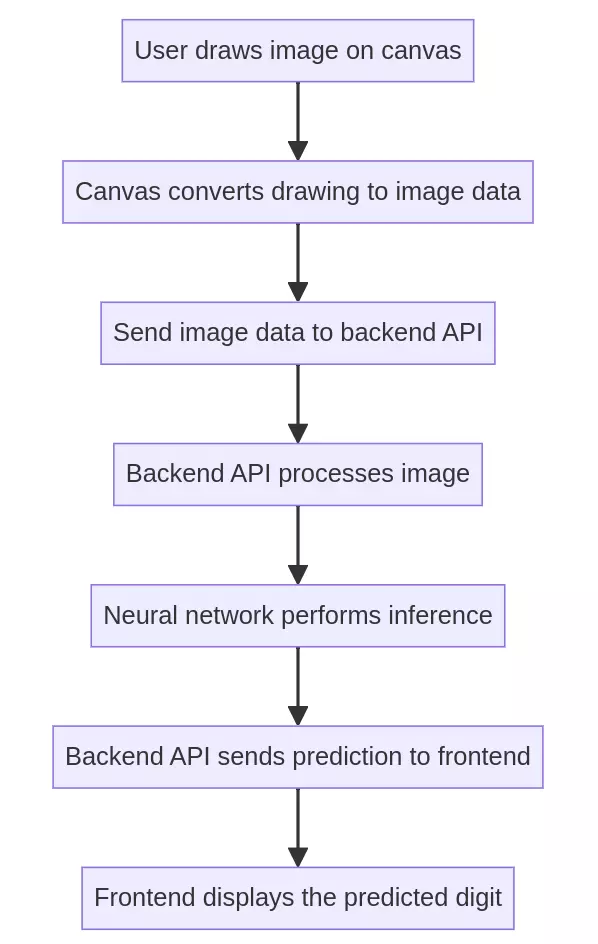 User draws image on canvas
Canvas converts drawing to image data
Send image data to backend API
Backend API processes image
Neural network performs inference
Backend API sends prediction to frontend
Frontend displays the predicted digit